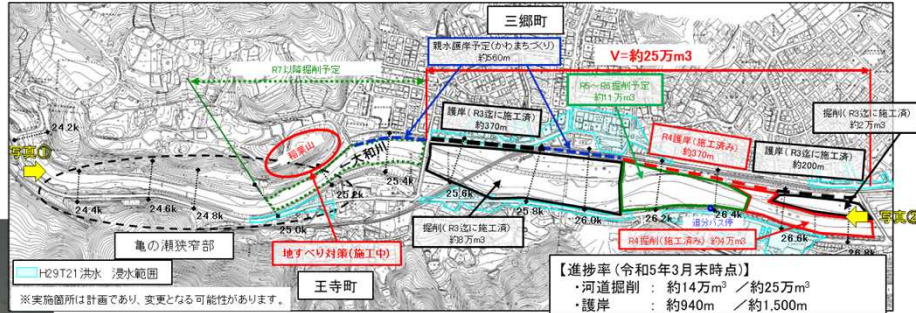 三郷町
親水護岸予定(かわまちづくり)
約560m
V=約25万m3
R7以降掘削予定
R5～R6掘削予定
約11万m3
掘削(R3迄に施工済)
約2万m3
護岸(R3迄に施工済)
約370m
R4護岸(施工済み)
約370m
護岸(R3迄に施工済)
約200m
24.2k
写真①
稲葉山
大和川
25.2k
25.4k
25.6k
25.8k
26.0k
26.2k
26.4k
26.6k
26.8k
写真②
追分バス停
24.4k
24.6k
24.8k
25.0k
掘削(R3迄に施工済)
約8万m3
R4掘削(施工済み) 約4万m3
亀の瀬狭窄部
地すべり対策(施工中)
王寺町
H29T21洪水 浸水範囲
※実施箇所は計画であり、変更となる可能性があります。
【進捗率(令和5年3月末時点)】
・河道掘削 : 約14万m³ /約25万m³
・護岸 : 約940m /約1,500m